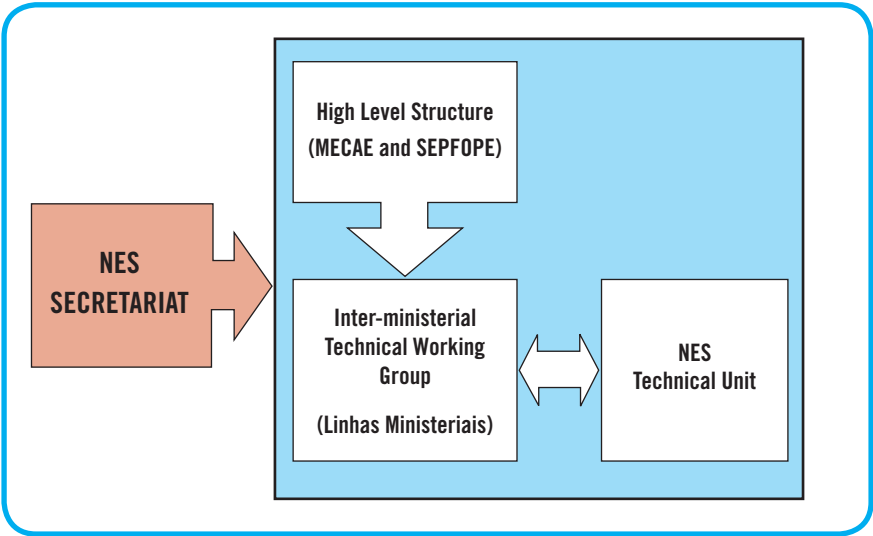 High Level Structure
(MECAE and SEPFOPE)
NES
SECRETARIAT
Inter-ministerial
Technical Working
Group
(Linhas Ministeriais)
NES
Technical Unit